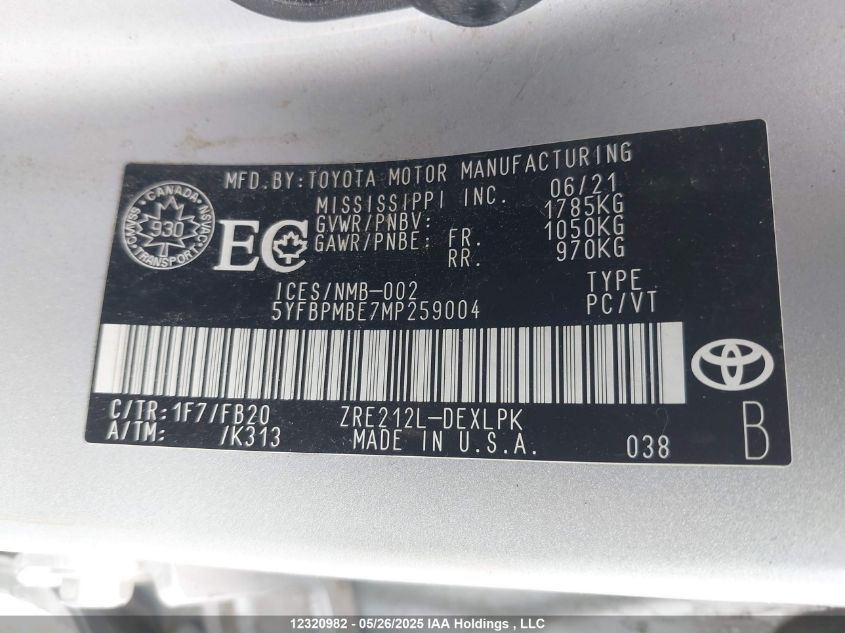 MFD.BY:TOYOTA MOTOR MANUFACTURING
MISSISSIPPI INC. 06/21
GVWR/PNBV: 1785KG
GAWR/PNBE: FR. 1050KG
RR. 970KG
CANADA
CMVSS
930
NSVAC
TRANSPORT
EC
ICES/NMB-002
5YFBPMBE7MP259004
TYPE
PC/VT
C/TR:1F7/FB20 ZRE212L-DEXLPK
A/TM: /K313 MADE IN U.S.A. 038 B
12320982 - 05/26/2025 IAA Holdings , LLC